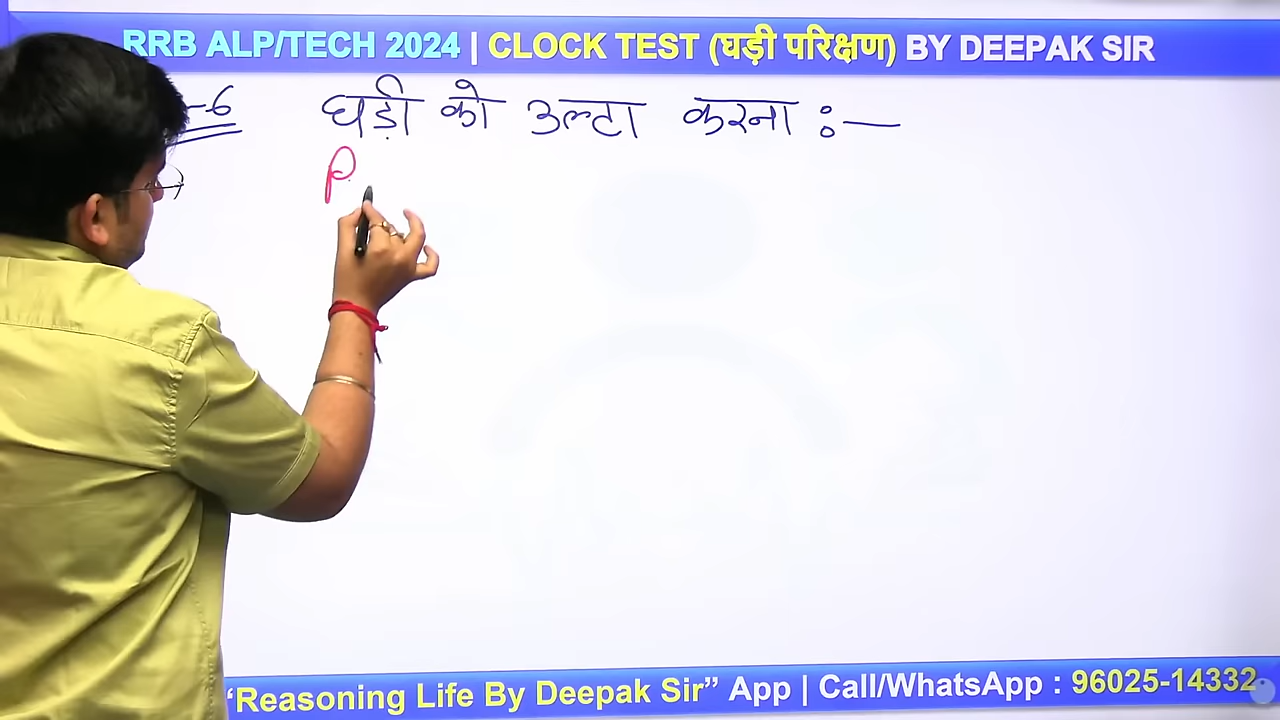 RRB ALP/TECH 2024 | CLOCK TEST (घड़ी परिक्षण) BY DEEPAK SIR
-6 घड़ी को उल्टा करना :—
P.
“Reasoning Life By Deepak Sir” App | Call/WhatsApp : 96025-14332